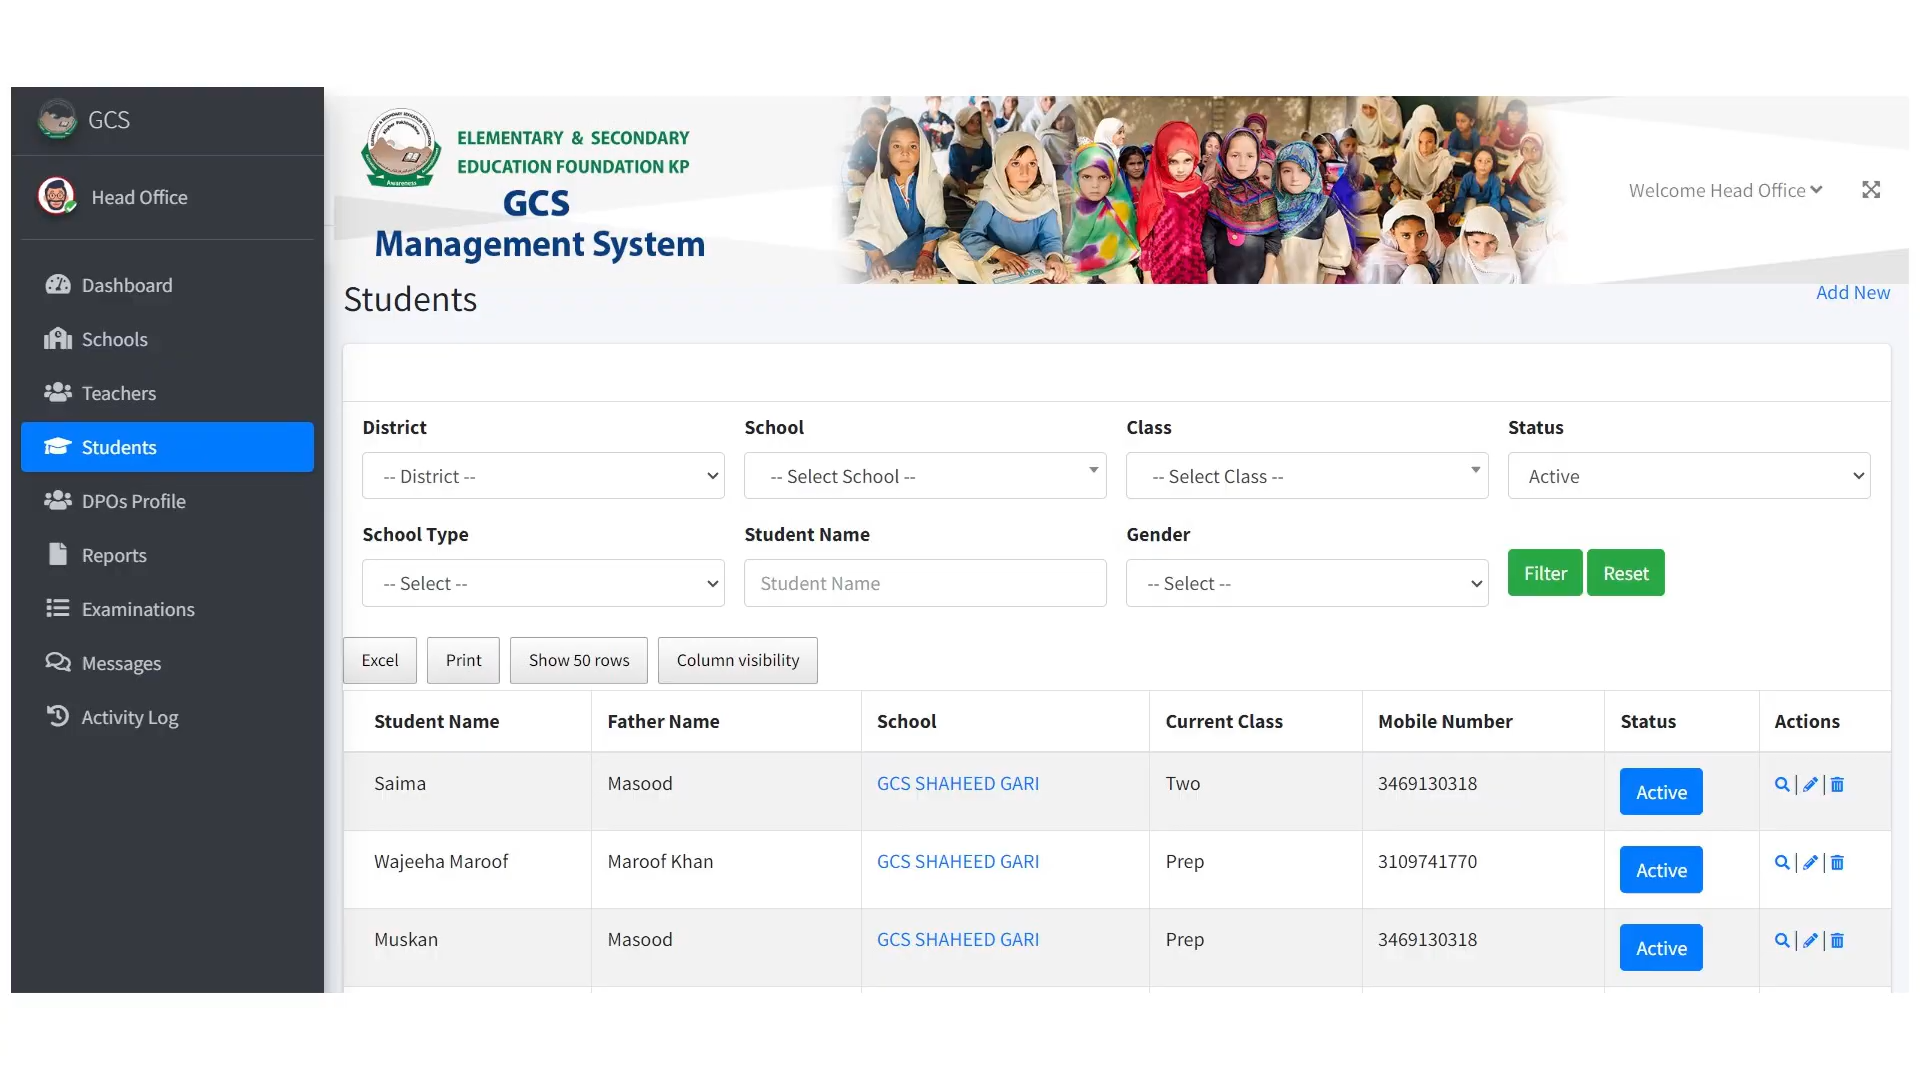 GCS
Head Office
Dashboard
Schools
Teachers
Students
DPOs Profile
Reports
Examinations
Messages
Activity Log
Awareness
ELEMENTARY & SECONDARY
EDUCATION FOUNDATION KP
GCS
Management System
Welcome Head Office
Students
Add New
District School Class Status
-- District -- -- Select School -- -- Select Class -- Active
School Type Student Name Gender
-- Select -- Student Name -- Select -- Filter Reset
Excel Print Show 50 rows Column visibility
Student Name Father Name School Current Class Mobile Number Status Actions
Saima Masood GCS SHAHEED GARI Two 3469130318 Active | |
Wajeeha Maroof Maroof Khan GCS SHAHEED GARI Prep 3109741770 Active | |
Muskan Masood GCS SHAHEED GARI Prep 3469130318 Active | |